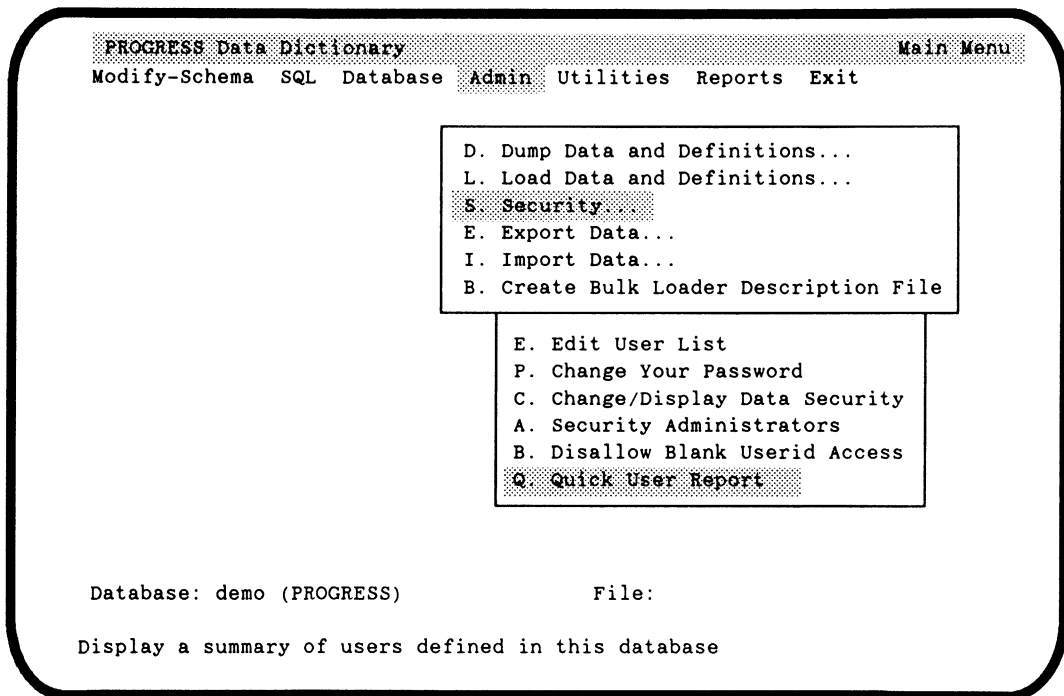 PROGRESS Data Dictionary Main Menu
Modify-Schema SQL Database Admin Utilities Reports Exit
D. Dump Data and Definitions...
L. Load Data and Definitions...
S. Security...
E. Export Data...
I. Import Data...
B. Create Bulk Loader Description File
E. Edit User List
P. Change Your Password
C. Change/Display Data Security
A. Security Administrators
B. Disallow Blank Userid Access
Q. Quick User Report
Database: demo (PROGRESS) File:
Display a summary of users defined in this database